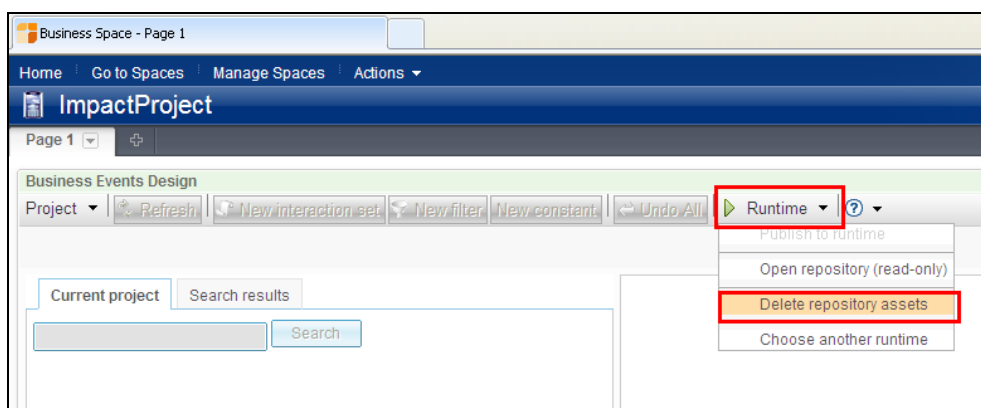 Business Space - Page 1
Home Go to Spaces Manage Spaces Actions
ImpactProject
Page 1
Business Events Design
Project Refresh New interaction set New filter New constant Undo All Runtime ?
Publish to runtime
Open repository (read-only)
Current project Search results
Delete repository assets
Search
Choose another runtime